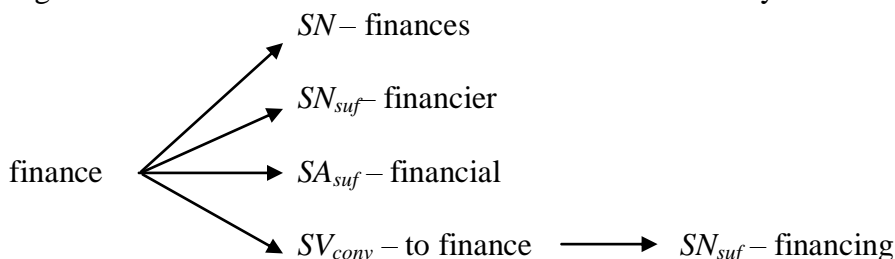 SN – finances
SNsuf – financier
finance
SAsuf – financial
SVconv – to finance
SNsuf – financing